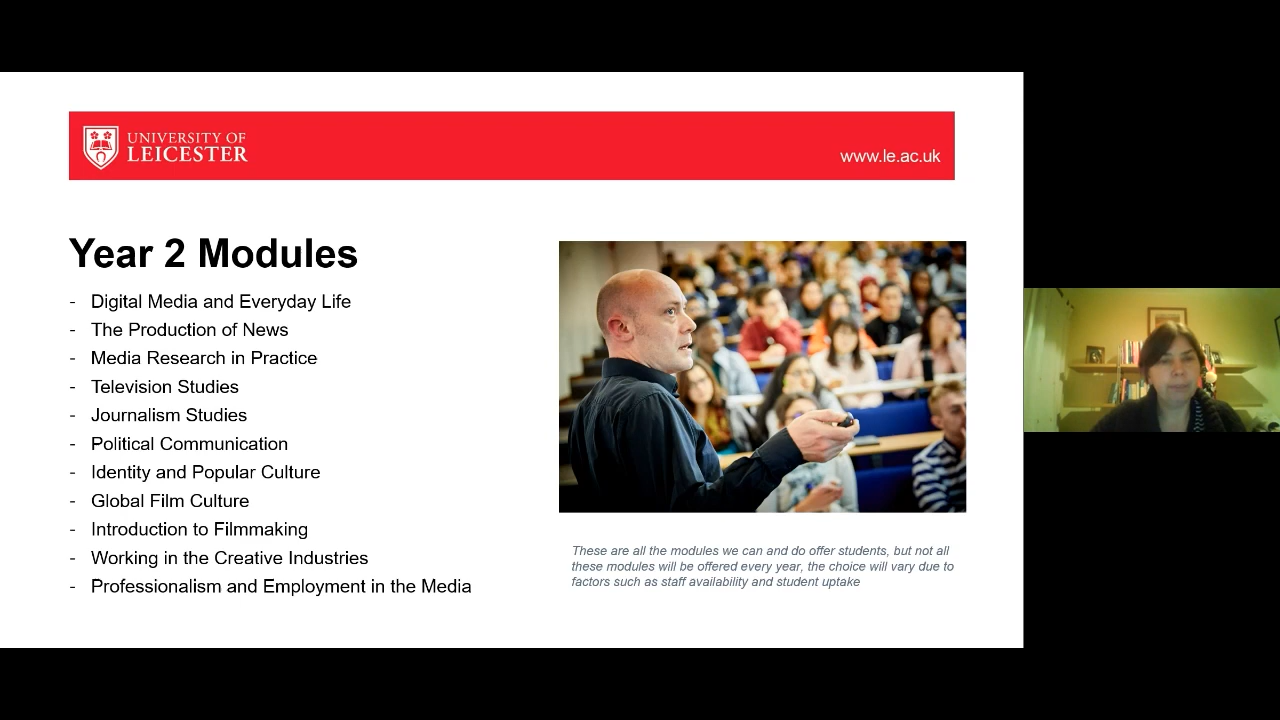 UNIVERSITY OF
LEICESTER
www.le.ac.uk
Year 2 Modules
- Digital Media and Everyday Life
- The Production of News
- Media Research in Practice
- Television Studies
- Journalism Studies
- Political Communication
- Identity and Popular Culture
- Global Film Culture
- Introduction to Filmmaking
- Working in the Creative Industries
- Professionalism and Employment in the Media
These are all the modules we can and do offer students, but not all
these modules will be offered every year, the choice will vary due to
factors such as staff availability and student uptake